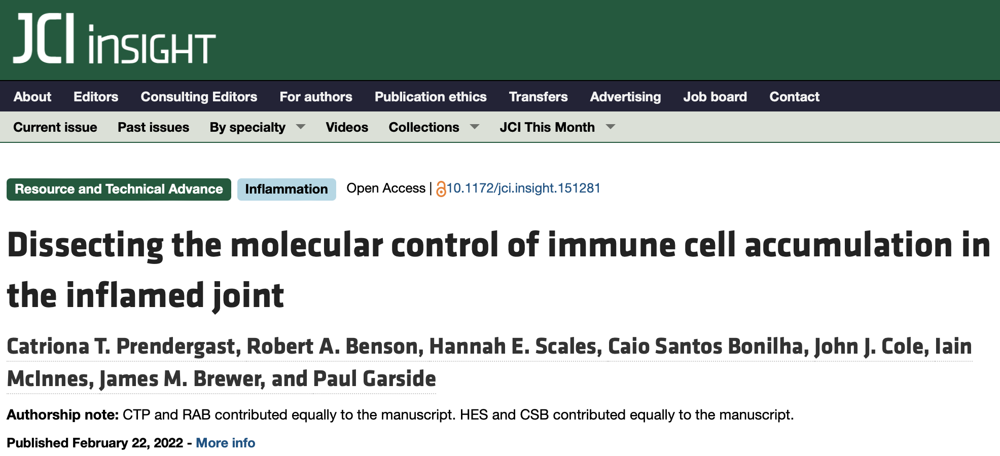 JCI insight
About Editors Consulting Editors For authors Publication ethics Transfers Advertising Job board Contact
Current issue Past issues By specialty Videos Collections JCI This Month
Resource and Technical Advance Inflammation Open Access | 10.1172/jci.insight.151281
Dissecting the molecular control of immune cell accumulation in
the inflamed joint
Catriona T. Prendergast, Robert A. Benson, Hannah E. Scales, Caio Santos Bonilha, John J. Cole, Iain
McInnes, James M. Brewer, and Paul Garside
Authorship note: CTP and RAB contributed equally to the manuscript. HES and CSB contributed equally to the manuscript.
Published February 22, 2022 - More info